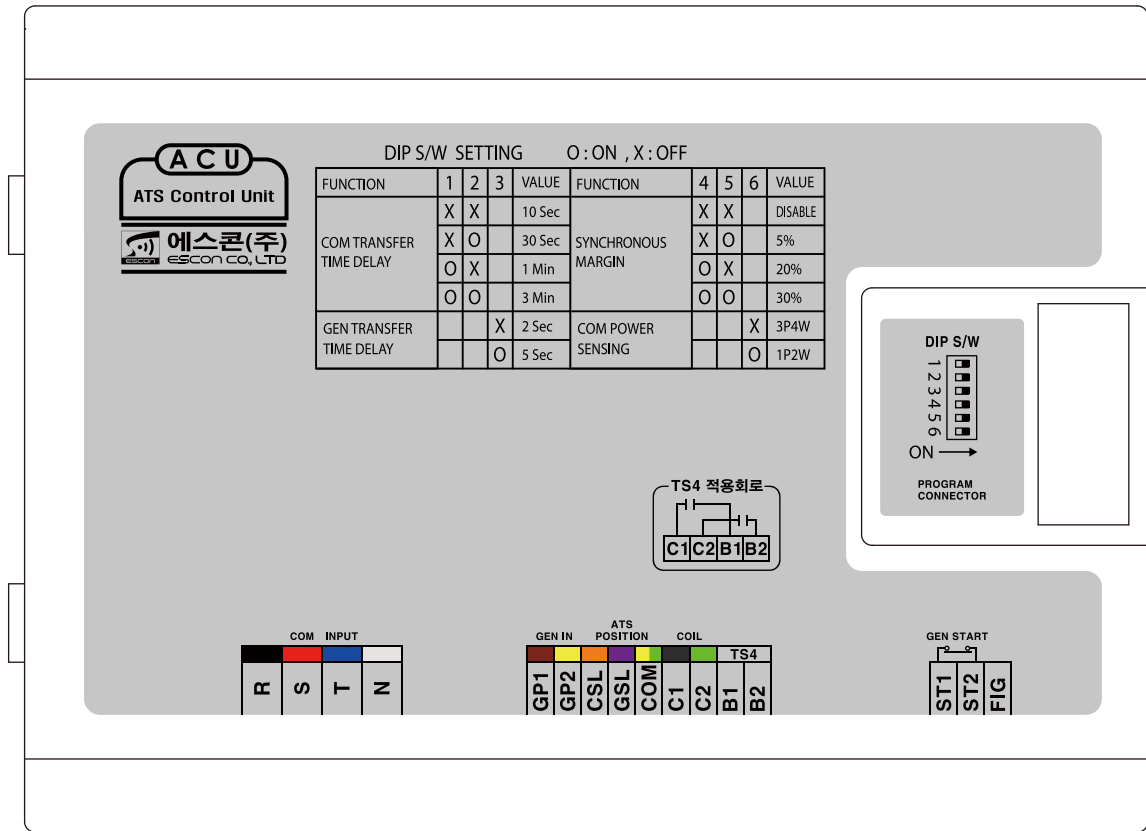 ACU
ATS Control Unit
ESCON
에스콘(주)
ESCON CO., LTD
DIP S/W SETTING O : ON , X : OFF
FUNCTION 1 2 3 VALUE FUNCTION 4 5 6 VALUE
COM TRANSFER TIME DELAY
X X 10 Sec
X O 30 Sec
O X 1 Min
O O 3 Min
SYNCHRONOUS MARGIN
X X DISABLE
X O 5%
O X 20%
O O 30%
GEN TRANSFER TIME DELAY
X 2 Sec
O 5 Sec
COM POWER SENSING
X 3P4W
O 1P2W
DIP S/W
1
2
3
4
5
6
ON
PROGRAM
CONNECTOR
TS4 적용회로
C1 C2 B1 B2
COM INPUT
R S T N
GEN IN ATS POSITION COIL TS4
GP1 GP2 CSL GSL COM C1 C2 B1 B2
GEN START
ST1 ST2 FIG